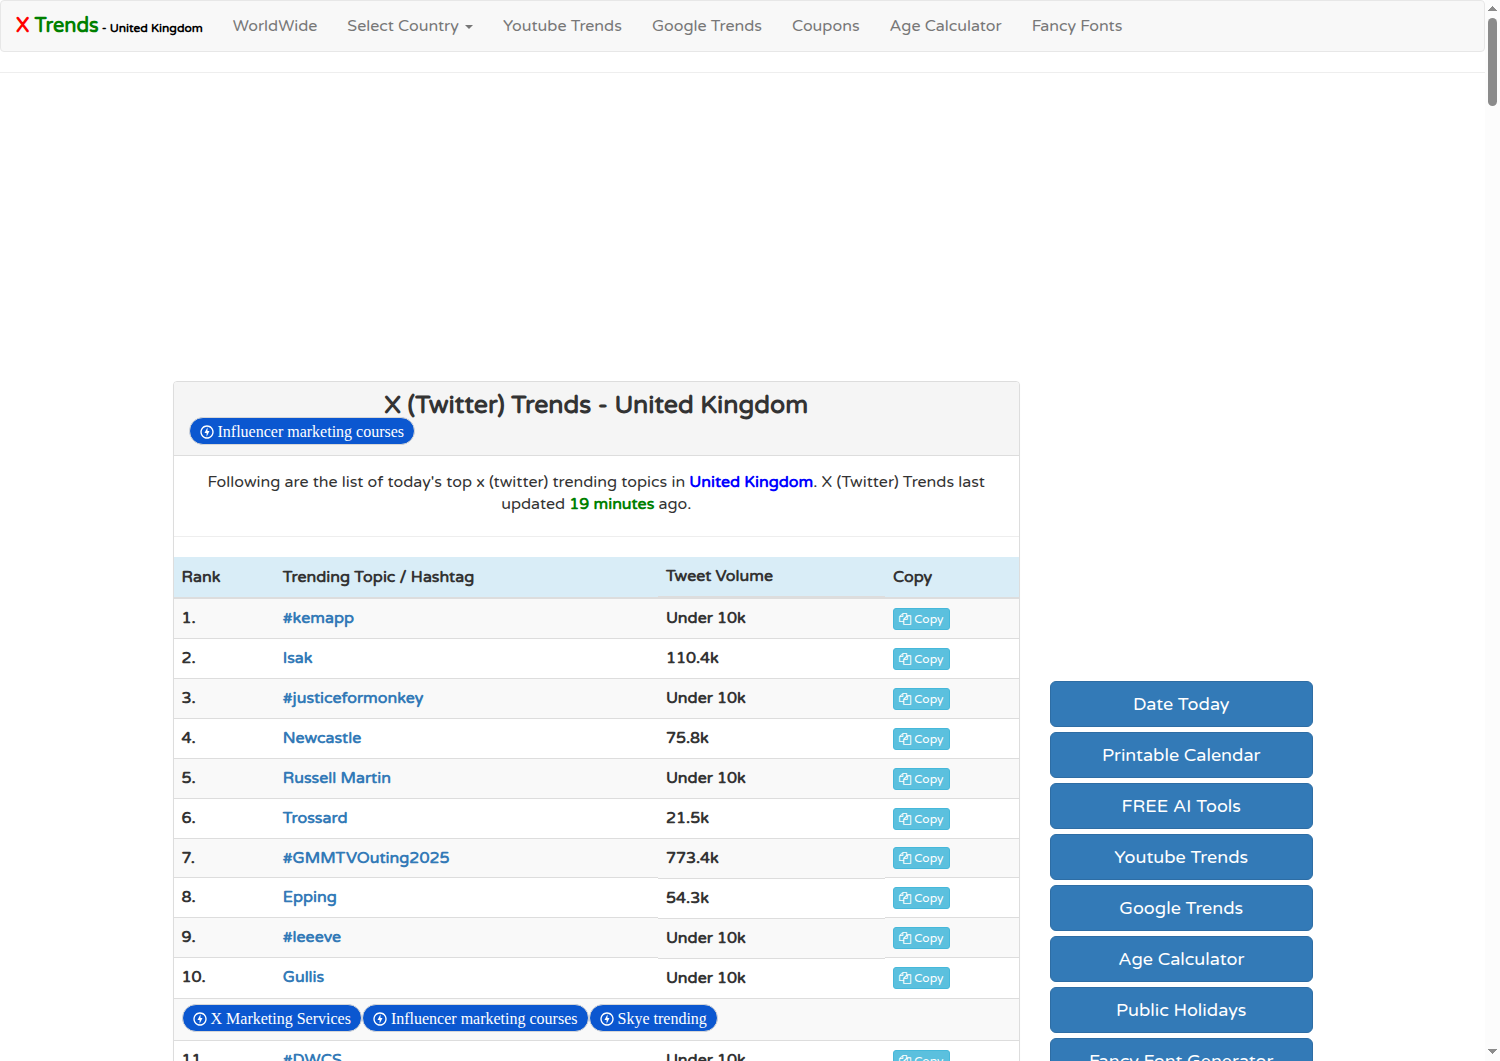 X Trends - United Kingdom WorldWide Select Country Youtube Trends Google Trends Coupons Age Calculator Fancy Fonts
X (Twitter) Trends - United Kingdom
Influencer marketing courses
Following are the list of today's top x (twitter) trending topics in United Kingdom. X (Twitter) Trends last
updated 19 minutes ago.
Rank Trending Topic / Hashtag Tweet Volume Copy
1. #kemapp Under 10k Copy
2. Isak 110.4k Copy
3. #justiceformonkey Under 10k Copy
4. Newcastle 75.8k Copy
5. Russell Martin Under 10k Copy
6. Trossard 21.5k Copy
7. #GMMTVOuting2025 773.4k Copy
8. Epping 54.3k Copy
9. #leeeve Under 10k Copy
10. Gullis Under 10k Copy
X Marketing Services Influencer marketing courses Skye trending
11. #DWCS Under 10k Copy
Date Today
Printable Calendar
FREE AI Tools
Youtube Trends
Google Trends
Age Calculator
Public Holidays
Fancy Font Generator